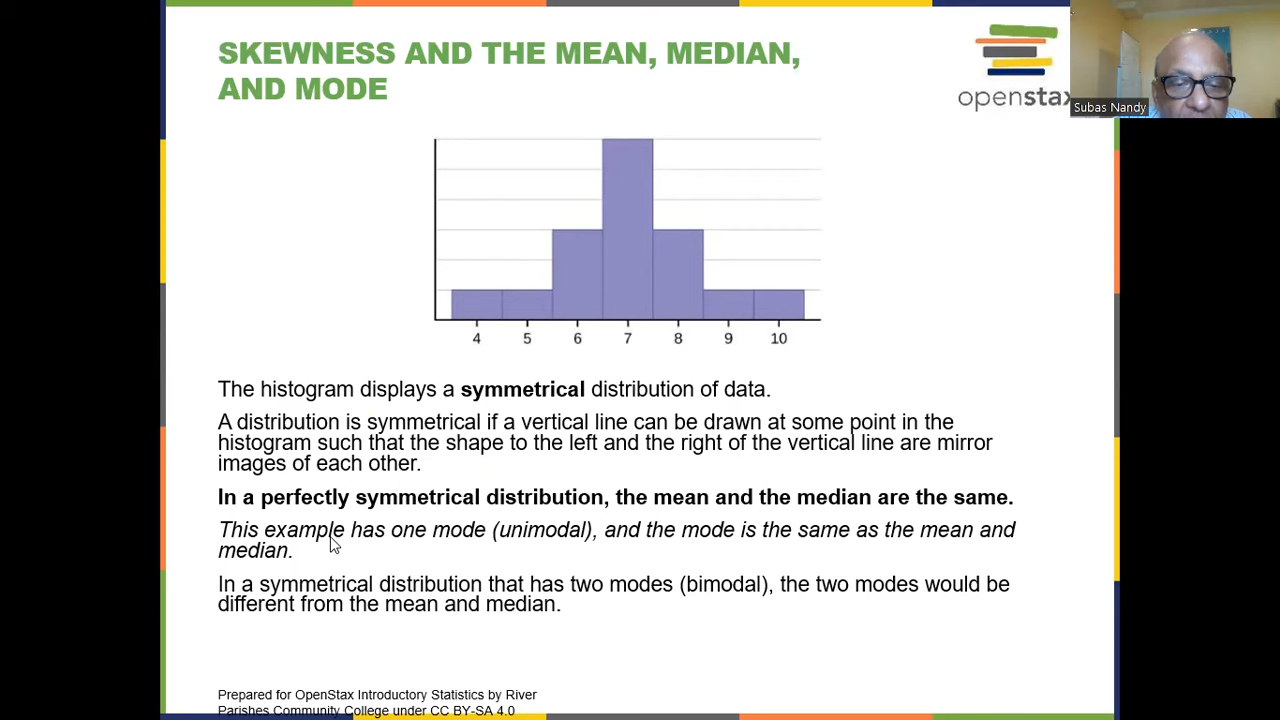 SKEWNESS AND THE MEAN, MEDIAN,
AND MODE
openstax
Subas Nandy
4 5 6 7 8 9 10
The histogram displays a symmetrical distribution of data.
A distribution is symmetrical if a vertical line can be drawn at some point in the
histogram such that the shape to the left and the right of the vertical line are mirror
images of each other.
In a perfectly symmetrical distribution, the mean and the median are the same.
This example has one mode (unimodal), and the mode is the same as the mean and
median.
In a symmetrical distribution that has two modes (bimodal), the two modes would be
different from the mean and median.
Prepared for OpenStax Introductory Statistics by River
Parishes Community College under CC BY-SA 4.0